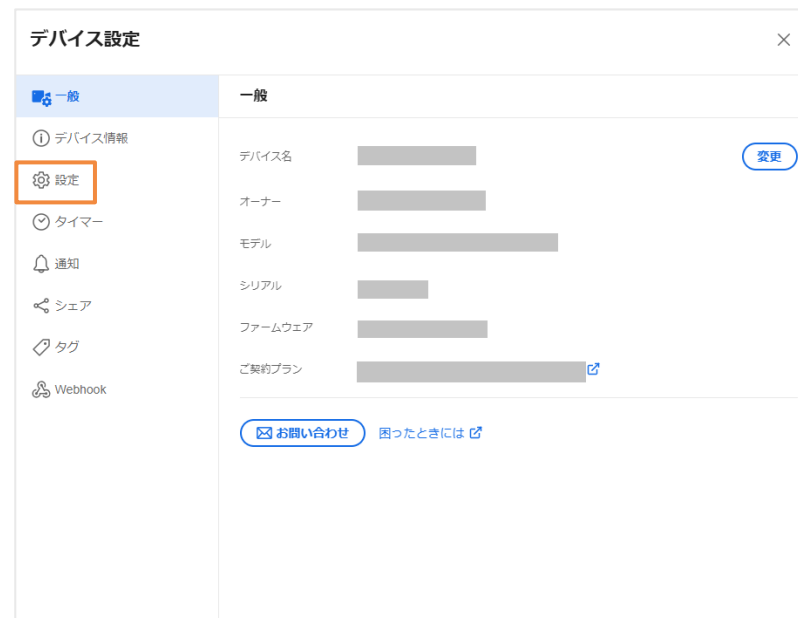 デバイス設定
一般
デバイス情報
設定
タイマー
通知
シェア
タグ
Webhook
一般
デバイス名
変更
オーナー
モデル
シリアル
ファームウェア
ご契約プラン
お問い合わせ
困ったときには